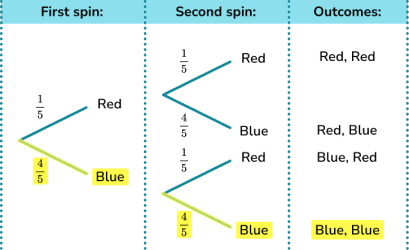 First spin: Second spin: Outcomes:
1/5 Red Red, Red
1/5 Red
4/5 Blue Red, Blue
4/5 Blue
1/5 Red Blue, Red
4/5 Blue Blue, Blue